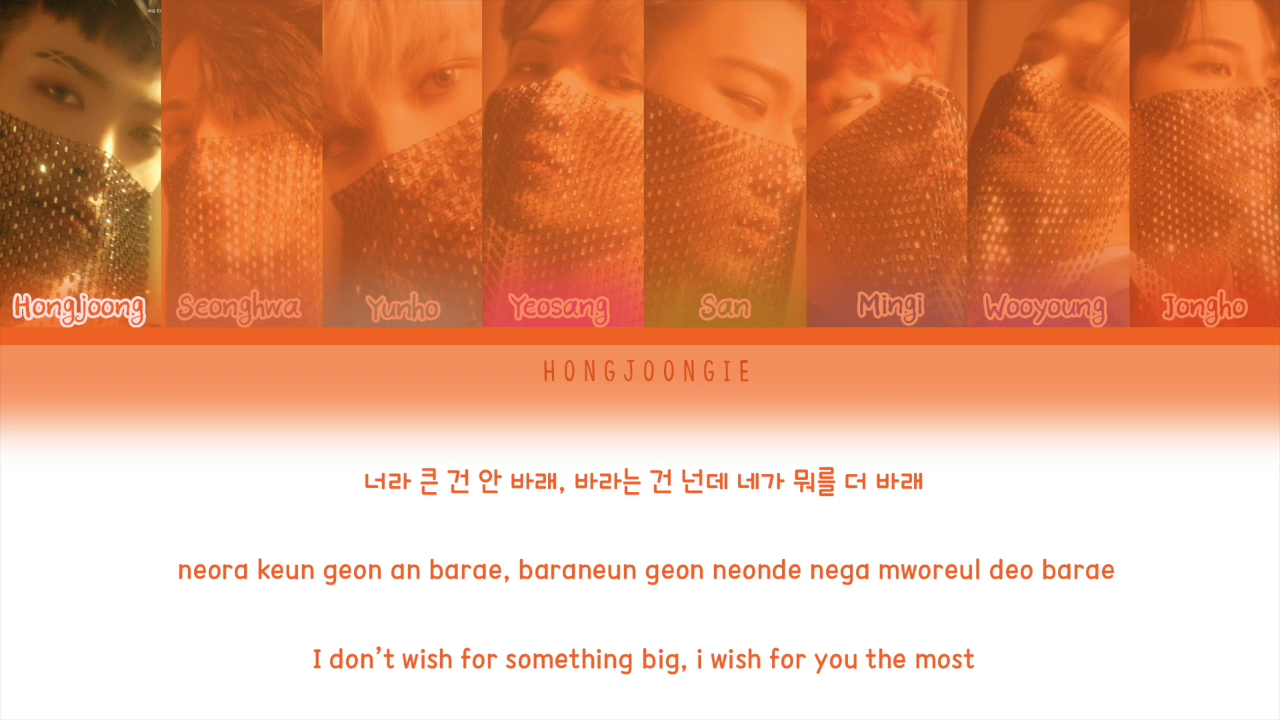 Hongjoong
Seonghwa
Yunho
Yeosang
San
Mingi
Wooyoung
Jongho
HONGJOONGIE
너라 큰 건 안 바래, 바라는 건 넌데 네가 뭐를 더 바래
neora keun geon an barae, baraneun geon neonde nega mworeul deo barae
I don't wish for something big, i wish for you the most